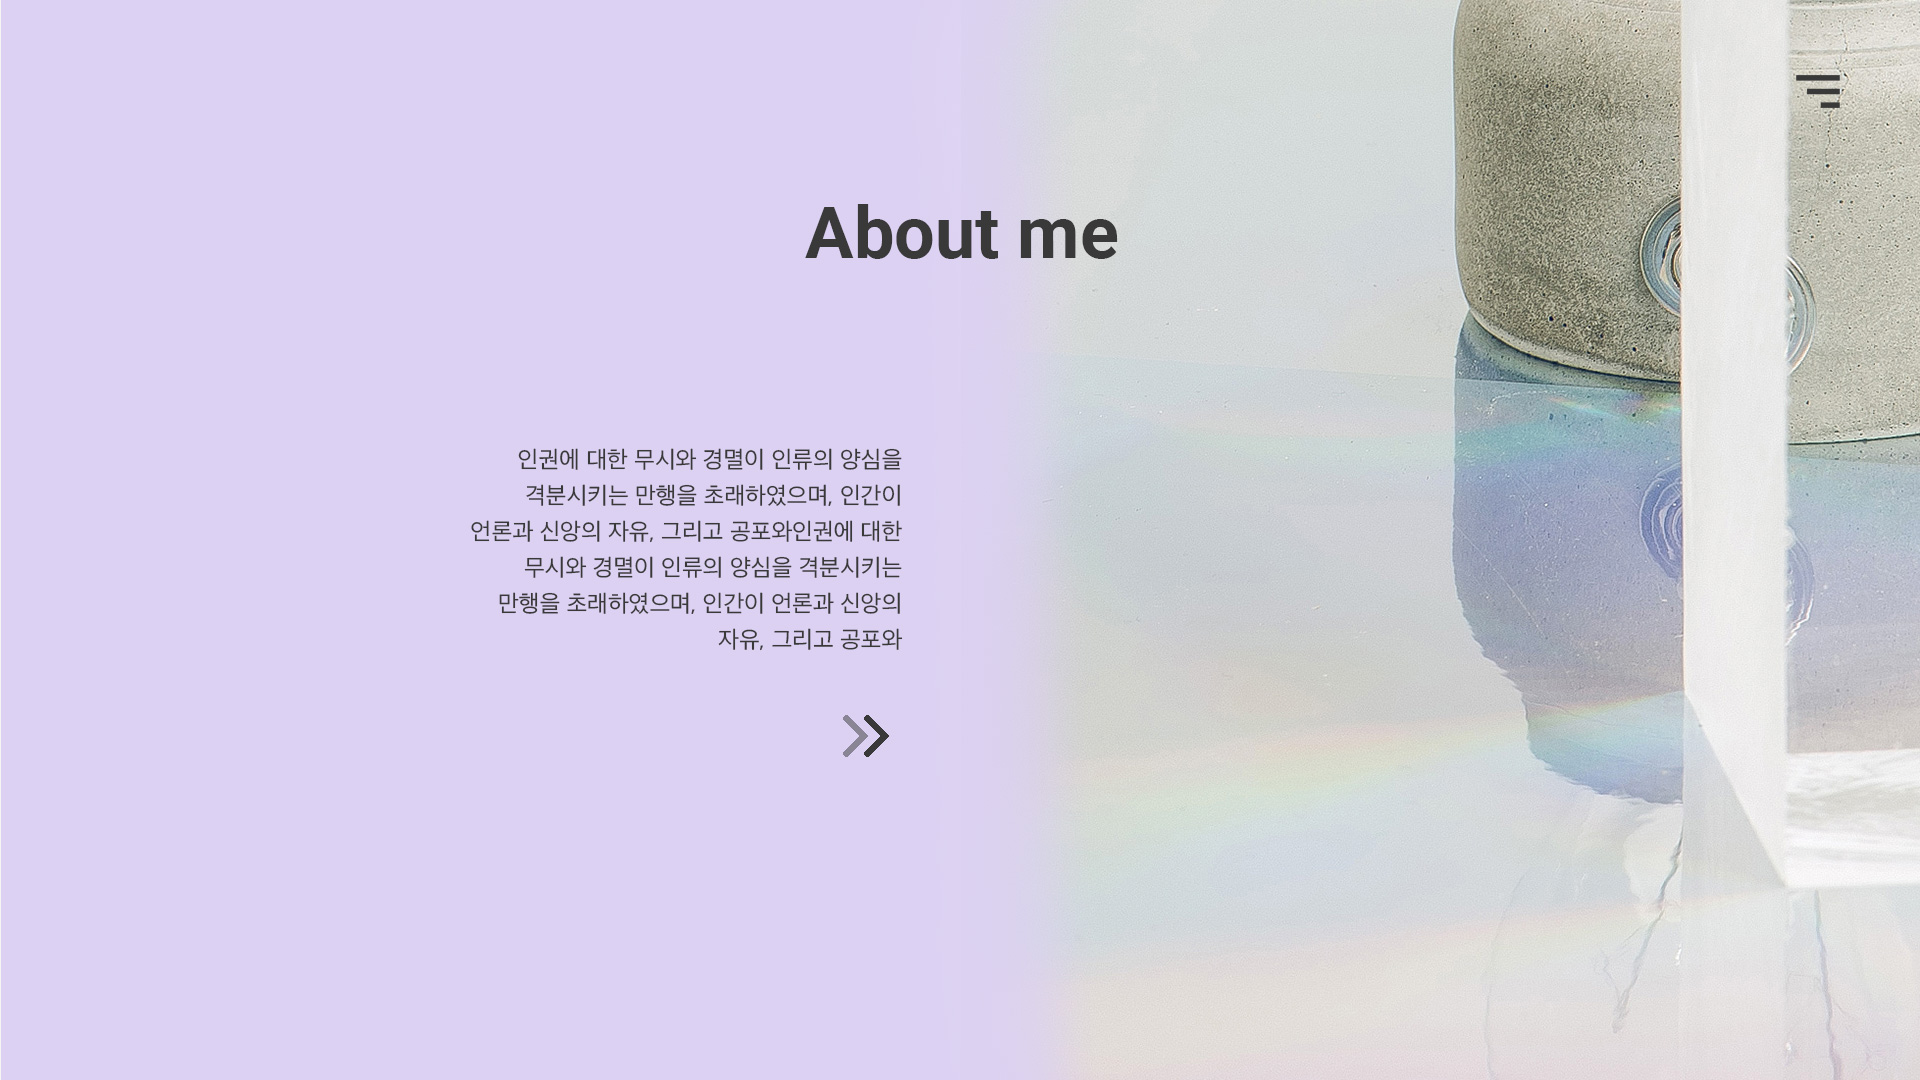 About me
인권에 대한 무시와 경멸이 인류의 양심을
격분시키는 만행을 초래하였으며, 인간이
언론과 신앙의 자유, 그리고 공포와인권에 대한
무시와 경멸이 인류의 양심을 격분시키는
만행을 초래하였으며, 인간이 언론과 신앙의
자유, 그리고 공포와